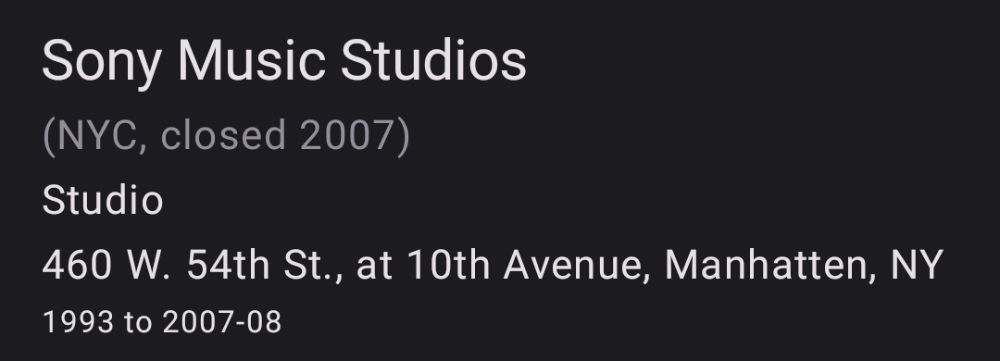 Sony Music Studios
(NYC, closed 2007)
Studio
460 W. 54th St., at 10th Avenue, Manhatten, NY
1993 to 2007-08